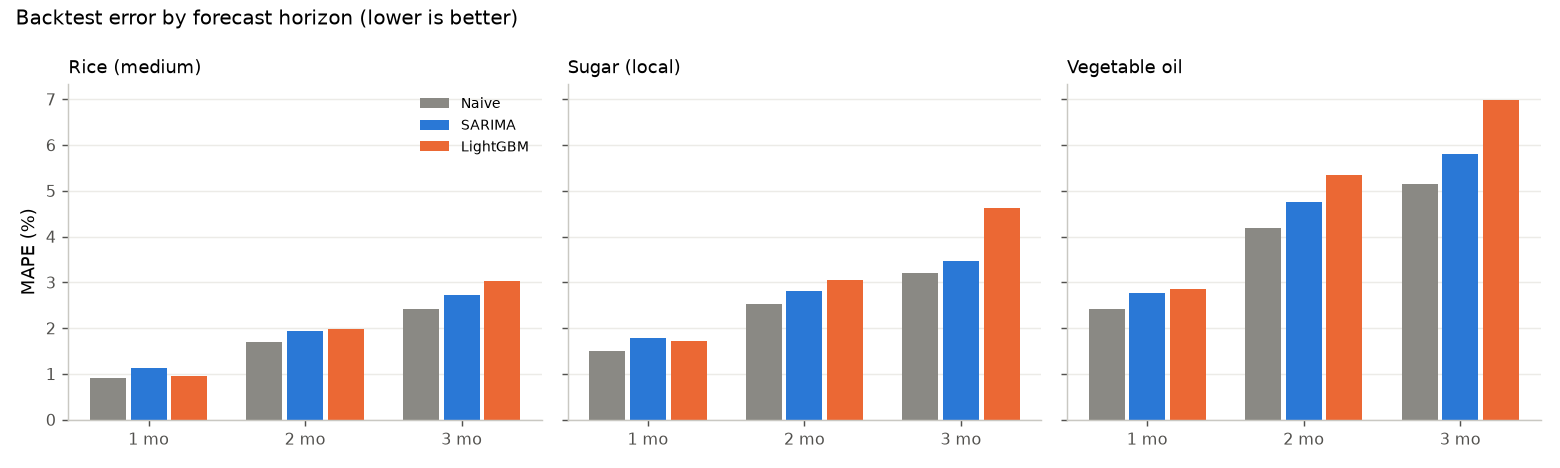 Backtest error by forecast horizon (lower is better)
Rice (medium)
Sugar (local)
Vegetable oil
MAPE (%)
7
6
5
4
3
2
1
0
Naive
SARIMA
LightGBM
1 mo
2 mo
3 mo
1 mo
2 mo
3 mo
1 mo
2 mo
3 mo